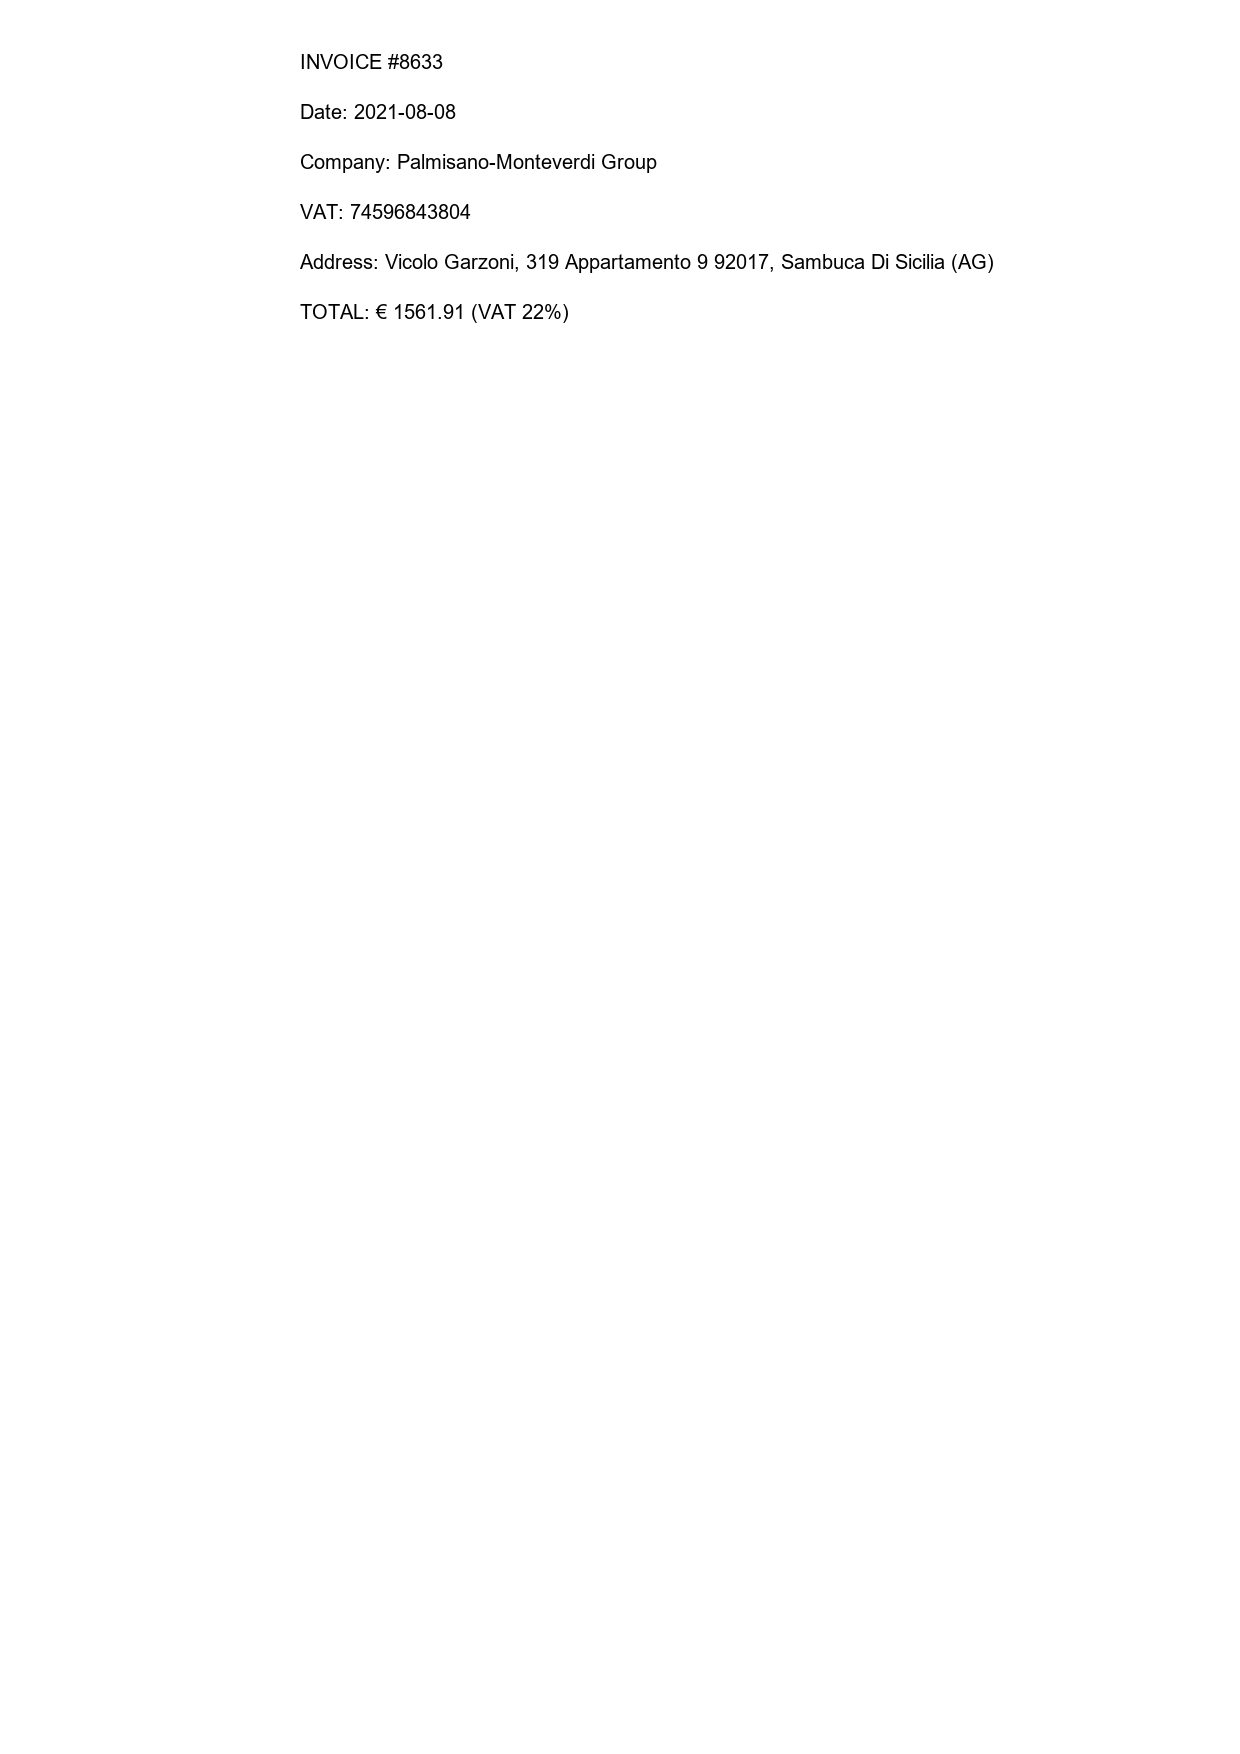 INVOICE #8633
Date: 2021-08-08
Company: Palmisano-Monteverdi Group
VAT: 74596843804
Address: Vicolo Garzoni, 319 Appartamento 9 92017, Sambuca Di Sicilia (AG)
TOTAL: € 1561.91 (VAT 22%)